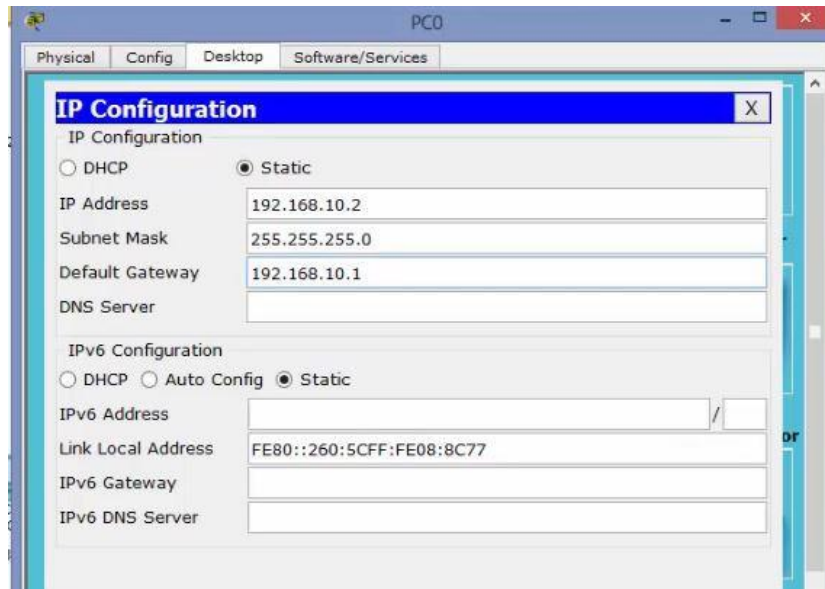 PC0
Physical Config Desktop Software/Services
IP Configuration X
IP Configuration
DHCP Static
IP Address 192.168.10.2
Subnet Mask 255.255.255.0
Default Gateway 192.168.10.1
DNS Server
IPv6 Configuration
DHCP Auto Config Static
IPv6 Address /
Link Local Address FE80::260:5CFF:FE08:8C77
IPv6 Gateway
IPv6 DNS Server
or